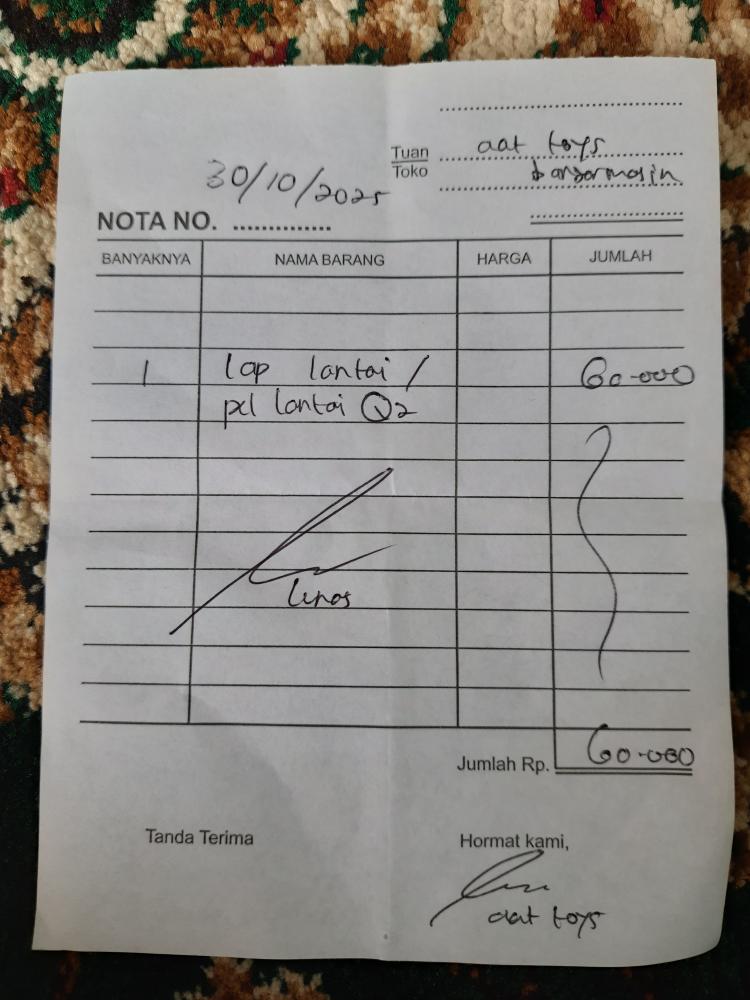 30/10/2025
Tuan
Toko
aat toys
banjarmasin
NOTA NO. ..............
BANYAKNYA NAMA BARANG HARGA JUMLAH
1 lap lantai / 60.000
pel lantai Q2
lunas
Jumlah Rp. 60.000
Tanda Terima Hormat kami,
aat toys